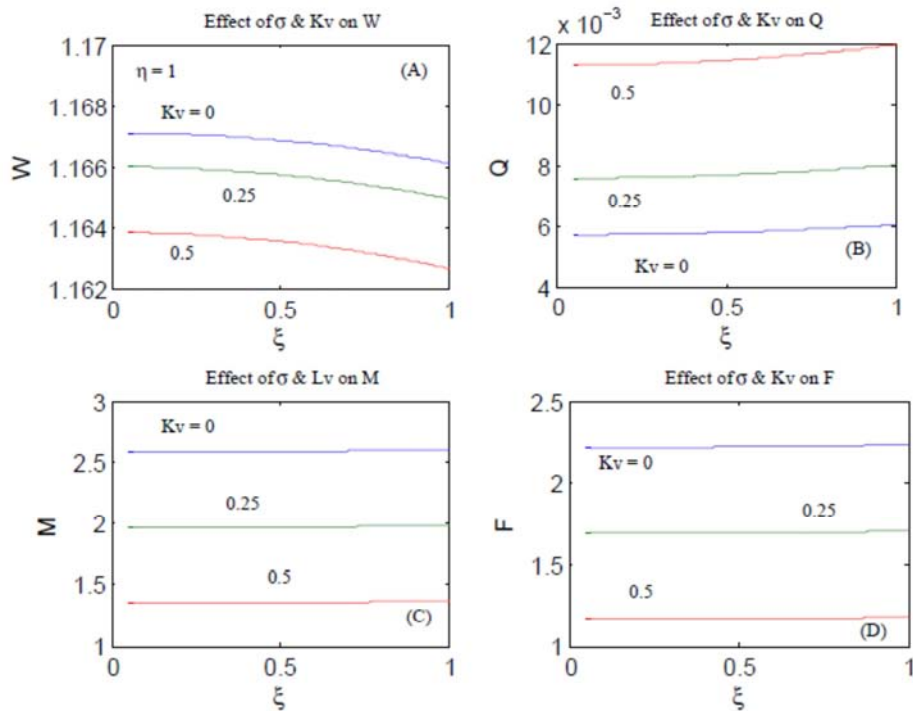 Effect of σ & Kv on W
1.17
1.168
1.166
1.164
1.162
W
η = 1
(A)
Kv = 0
0.25
0.5
0
0.5
1
ξ
Effect of σ & Kv on Q
x 10⁻³
12
10
8
6
4
Q
0.5
0.25
Kv = 0
(B)
0
0.5
1
ξ
Effect of σ & Lv on M
3
2.5
2
1.5
1
M
Kv = 0
0.25
0.5
(C)
0
0.5
1
ξ
Effect of σ & Kv on F
2.5
2
1.5
1
F
Kv = 0
0.25
0.5
(D)
0
0.5
1
ξ